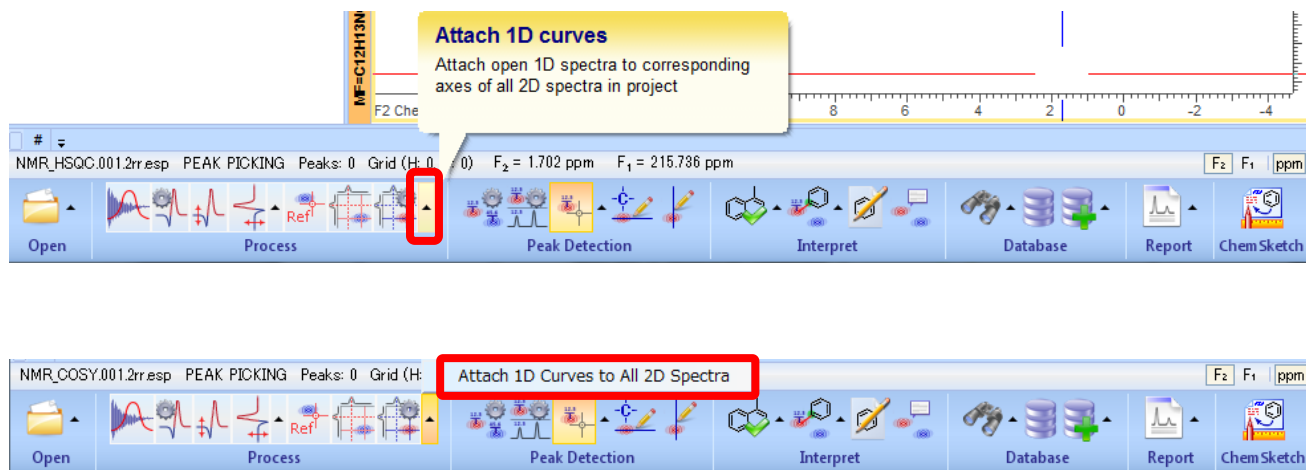 MF=C12H13N
Attach 1D curves
Attach open 1D spectra to corresponding
axes of all 2D spectra in project
F2 Che
8 6 4 2 0 -2 -4
#
NMR_HSQC.001.2rr.esp PEAK PICKING Peaks: 0 Grid (H: 0 0) F2 = 1.702 ppm F1 = 215.736 ppm F2 F1 ppm
Ref
-C-
Open Process Peak Detection Interpret Database Report ChemSketch
NMR_COSY.001.2rr.esp PEAK PICKING Peaks: 0 Grid (H: Attach 1D Curves to All 2D Spectra F2 F1 ppm
Ref
-C-
Open Process Peak Detection Interpret Database Report ChemSketch